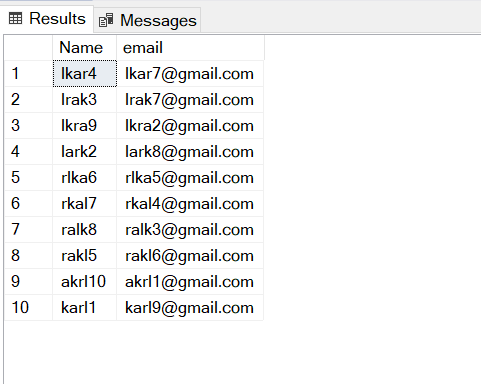 Results Messages
Name email
1 lkar4 lkar7@gmail.com
2 lrak3 lrak7@gmail.com
3 lkra9 lkra2@gmail.com
4 lark2 lark8@gmail.com
5 rlka6 rlka5@gmail.com
6 rkal7 rkal4@gmail.com
7 ralk8 ralk3@gmail.com
8 rakl5 rakl6@gmail.com
9 akrl10 akrl1@gmail.com
10 karl1 karl9@gmail.com